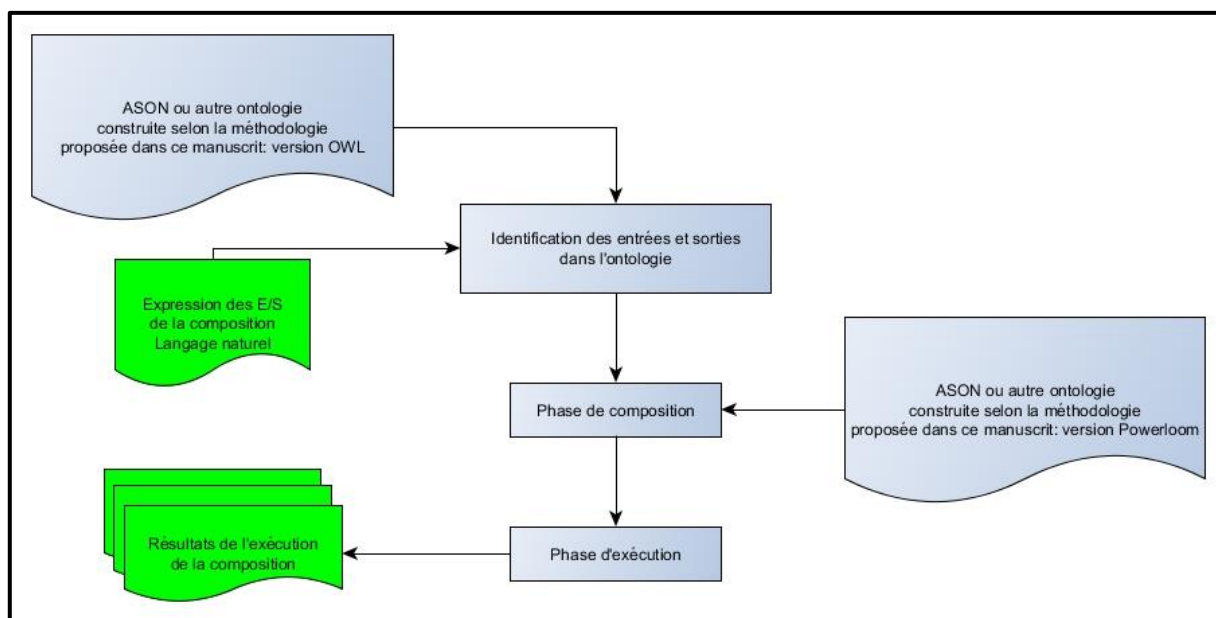 ASON ou autre ontologie
construite selon la méthodologie
proposée dans ce manuscrit: version OWL
Identification des entrées et sorties
dans l'ontologie
Expression des E/S
de la composition
Langage naturel
Phase de composition
ASON ou autre ontologie
construite selon la méthodologie
proposée dans ce manuscrit: version Powerloom
Phase d'exécution
Résultats de l'exécution
de la composition